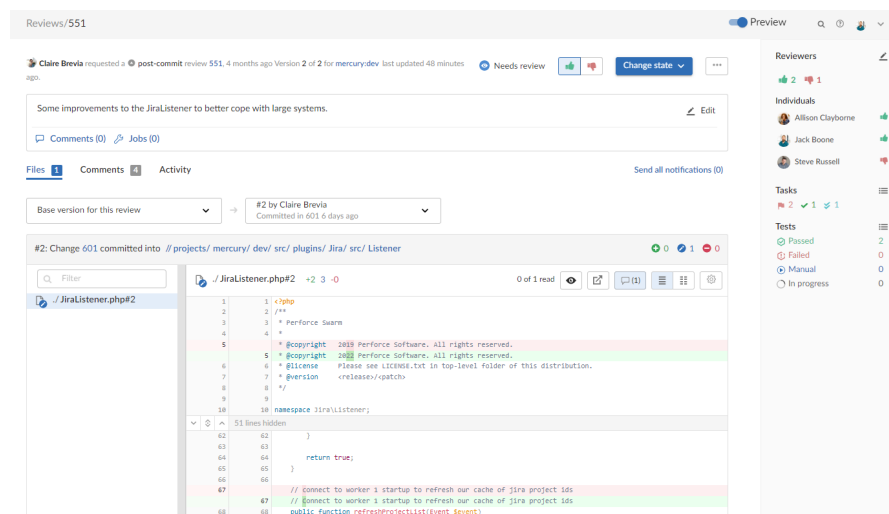 Reviews/551
Preview
Claire Brevia requested a post-commit review 551, 4 months ago Version 2 of 2 for mercury:dev last updated 48 minutes
ago.
Needs review
Change state
...
Some improvements to the JiraListener to better cope with large systems.
Edit
Comments (0) Jobs (0)
Files 1 Comments 4 Activity
Send all notifications (0)
Base version for this review
#2 by Claire Brevia
Committed in 601 6 days ago
#2: Change 601 committed into //projects/ mercury/ dev/ src/ plugins/ Jira/ src/ Listener
0 1 0
Filter
../JiraListener.php#2
../JiraListener.php#2 +2 3 -0
0 of 1 read
(1)
1 1 <?php
2 2 /**
3 3 * Perforce Swarm
4 4 *
5 * @copyright 2019 Perforce Software. All rights reserved.
5 * @copyright 2022 Perforce Software. All rights reserved.
6 6 * @license Please see LICENSE.txt in top-level folder of this distribution.
7 7 * @version <release>/<patch>
8 8 */
9 9
10 10 namespace Jira\Listener;
51 lines hidden
62 62 }
63 63
64 64 return true;
65 65 }
66 66
67 // connect to worker 1 startup to refresh our cache of jira project ids
67 // Connect to worker 1 startup to refresh our cache of jira project ids
68 68 public function refreshProjectList(Event $event)
Reviewers
2 1
Individuals
Allison Clayborne
Jack Boone
Steve Russell
Tasks
2 1 1
Tests
Passed 2
Failed 0
Manual 0
In progress 0